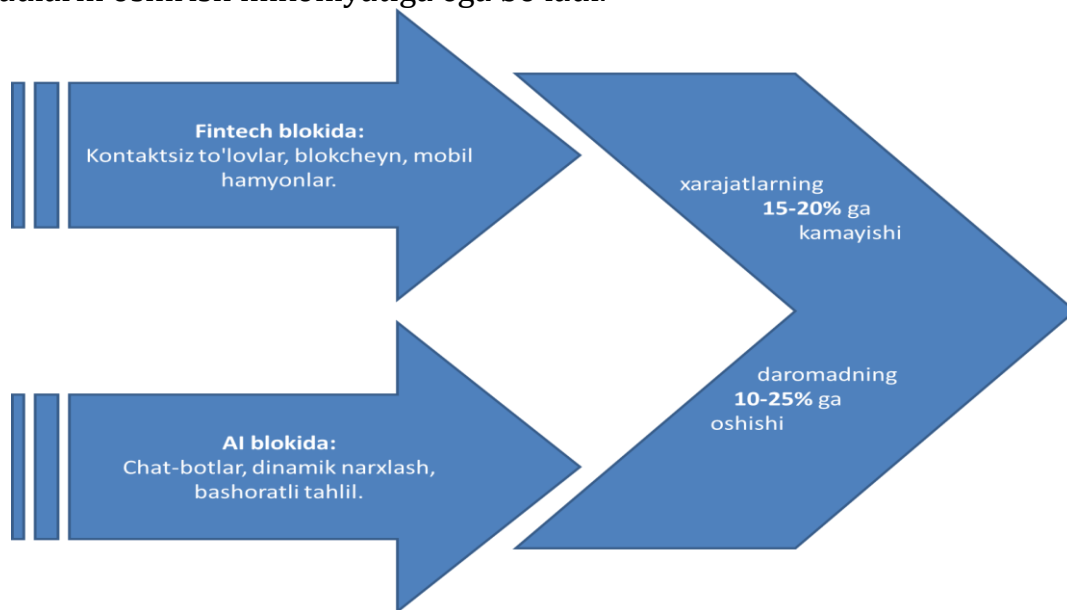 Fintech blokida:
Kontaktsiz to'lovlar, blokcheyn, mobil
hamyonlar.
xarajatlarning
15-20% ga
kamayishi
daromadning
10-25% ga
oshishi
AI blokida:
Chat-botlar, dinamik narxlash,
bashoratli tahlil.